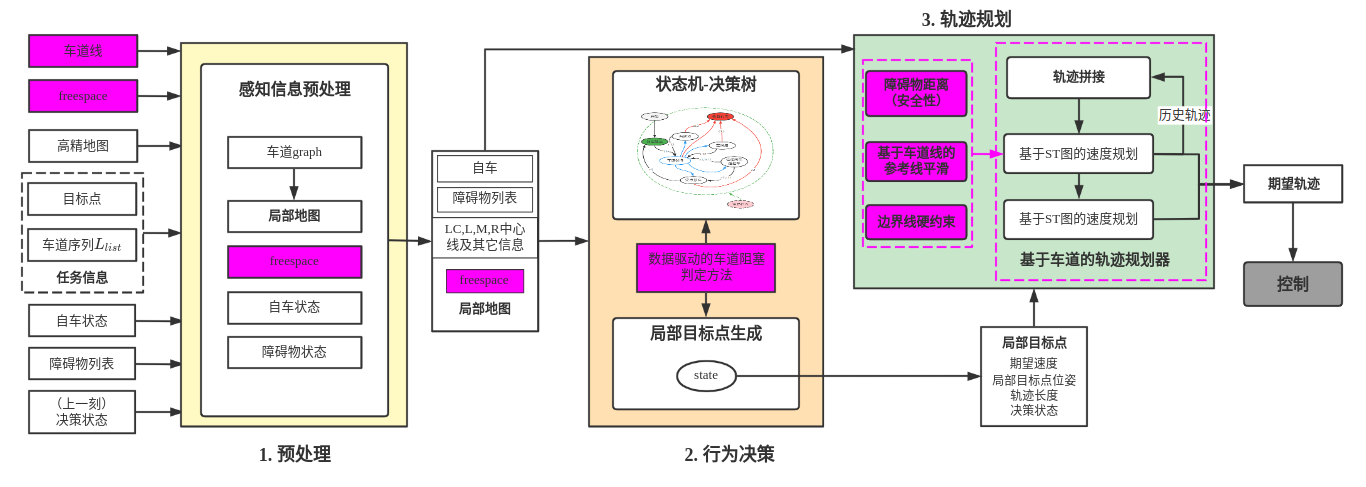 3. 轨迹规划
车道线
freespace
高精地图
目标点
车道序列L_list
任务信息
自车状态
障碍物列表
（上一刻）
决策状态
感知信息预处理
车道graph
局部地图
freespace
自车状态
障碍物状态
1. 预处理
自车
障碍物列表
LC,L,M,R中心
线及其它信息
freespace
局部地图
状态机-决策树
数据驱动的车道阻塞
判定方法
局部目标点生成
state
2. 行为决策
障碍物距离
（安全性）
基于车道线的
参考线平滑
边界线硬约束
轨迹拼接
历史轨迹
基于ST图的速度规划
基于ST图的速度规划
基于车道的轨迹规划器
局部目标点
期望速度
局部目标点位姿
轨迹长度
决策状态
期望轨迹
控制